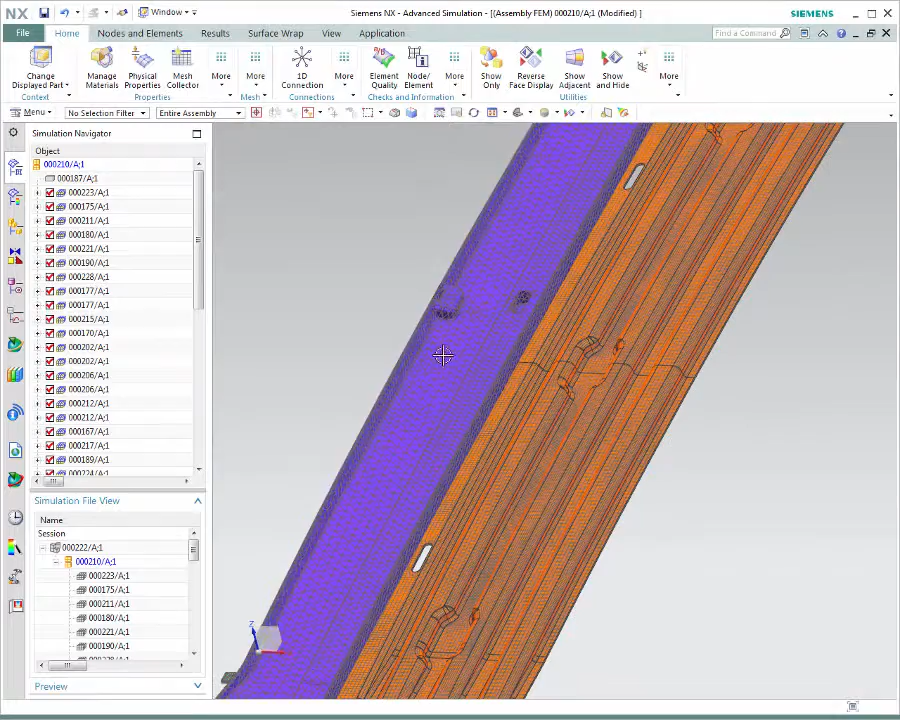 NX Window Siemens NX - Advanced Simulation - [(Assembly FEM) 000210/A;1 (Modified) ] SIEMENS
File Home Nodes and Elements Results Surface Wrap View Application Find a Command
Change Displayed Part Manage Materials Physical Properties Mesh Collector More More 1D Connection More Element Quality Node/ Element More Show Only Reverse Face Display Show Adjacent Show and Hide More
Context Properties Mesh Connections Checks and Information Utilities
Menu No Selection Filter Entire Assembly
Simulation Navigator
Object
000210/A;1
000187/A;1
000223/A;1
000175/A;1
000211/A;1
000180/A;1
000221/A;1
000190/A;1
000228/A;1
000177/A;1
000177/A;1
000215/A;1
000170/A;1
000202/A;1
000202/A;1
000206/A;1
000206/A;1
000212/A;1
000212/A;1
000167/A;1
000217/A;1
000189/A;1
000224/A;1
Simulation File View
Name
Session
000222/A;1
000210/A;1
000223/A;1
000175/A;1
000211/A;1
000180/A;1
000221/A;1
000190/A;1
Z
Preview